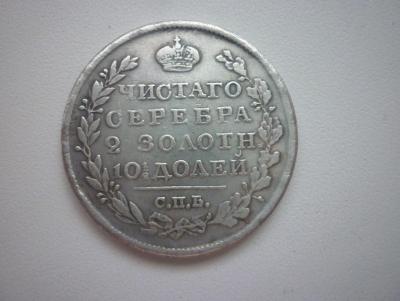 ЧИСТАГО
СЕРЕБРА
2 ЗОЛОТН
10½ ДОЛЕЙ
С.П.Б.